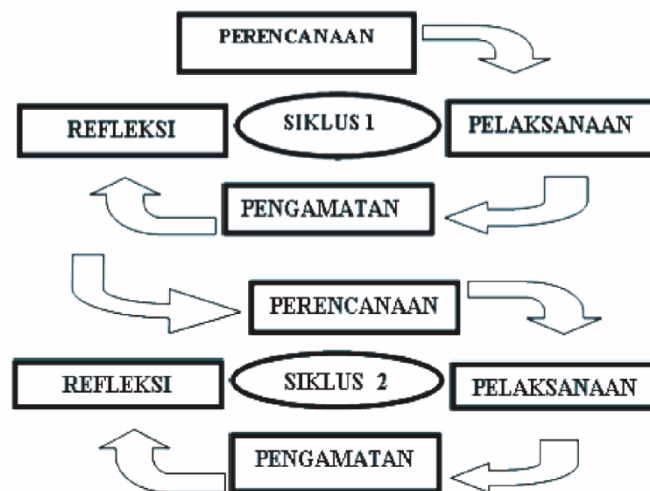 PERENCANAAN
REFLEKSI
SIKLUS 1
PELAKSANAAN
PENGAMATAN
PERENCANAAN
REFLEKSI
SIKLUS 2
PELAKSANAAN
PENGAMATAN